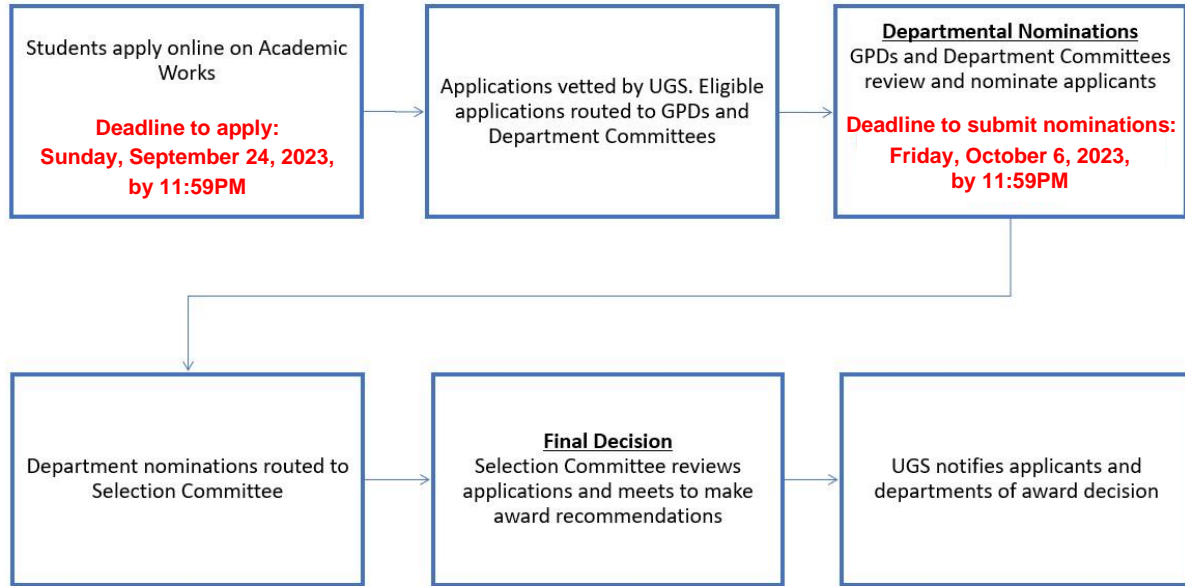 Students apply online on Academic
Works
Deadline to apply:
Sunday, September 24, 2023,
by 11:59PM
Applications vetted by UGS. Eligible
applications routed to GPDs and
Department Committees
Departmental Nominations
GPDs and Department Committees
review and nominate applicants
Deadline to submit nominations:
Friday, October 6, 2023,
by 11:59PM
Department nominations routed to
Selection Committee
Final Decision
Selection Committee reviews
applications and meets to make
award recommendations
UGS notifies applicants and
departments of award decision